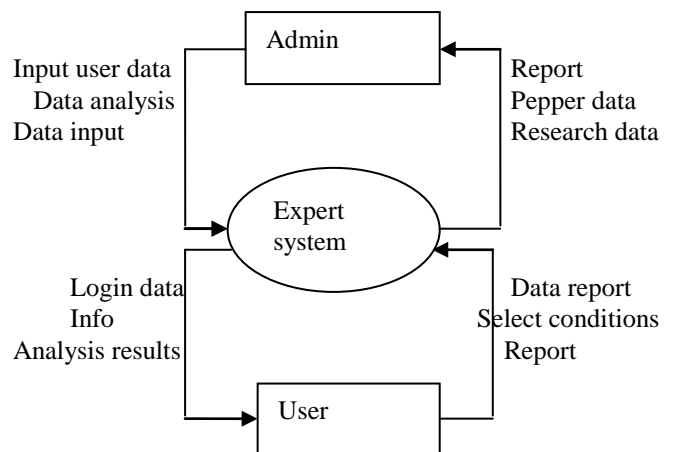 Admin
Input user data
Data analysis
Data input
Report
Pepper data
Research data
Expert
system
Login data
Info
Analysis results
Data report
Select conditions
Report
User